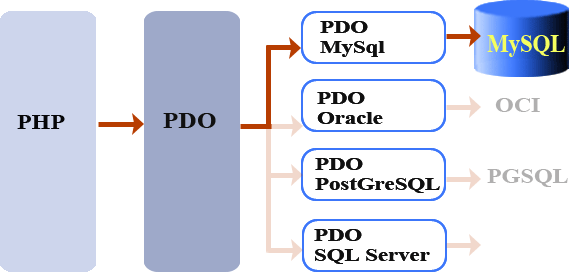 PHP
PDO
PDO
MySql
MySQL
PDO
Oracle
OCI
PDO
PostGreSQL
PGSQL
PDO
SQL Server